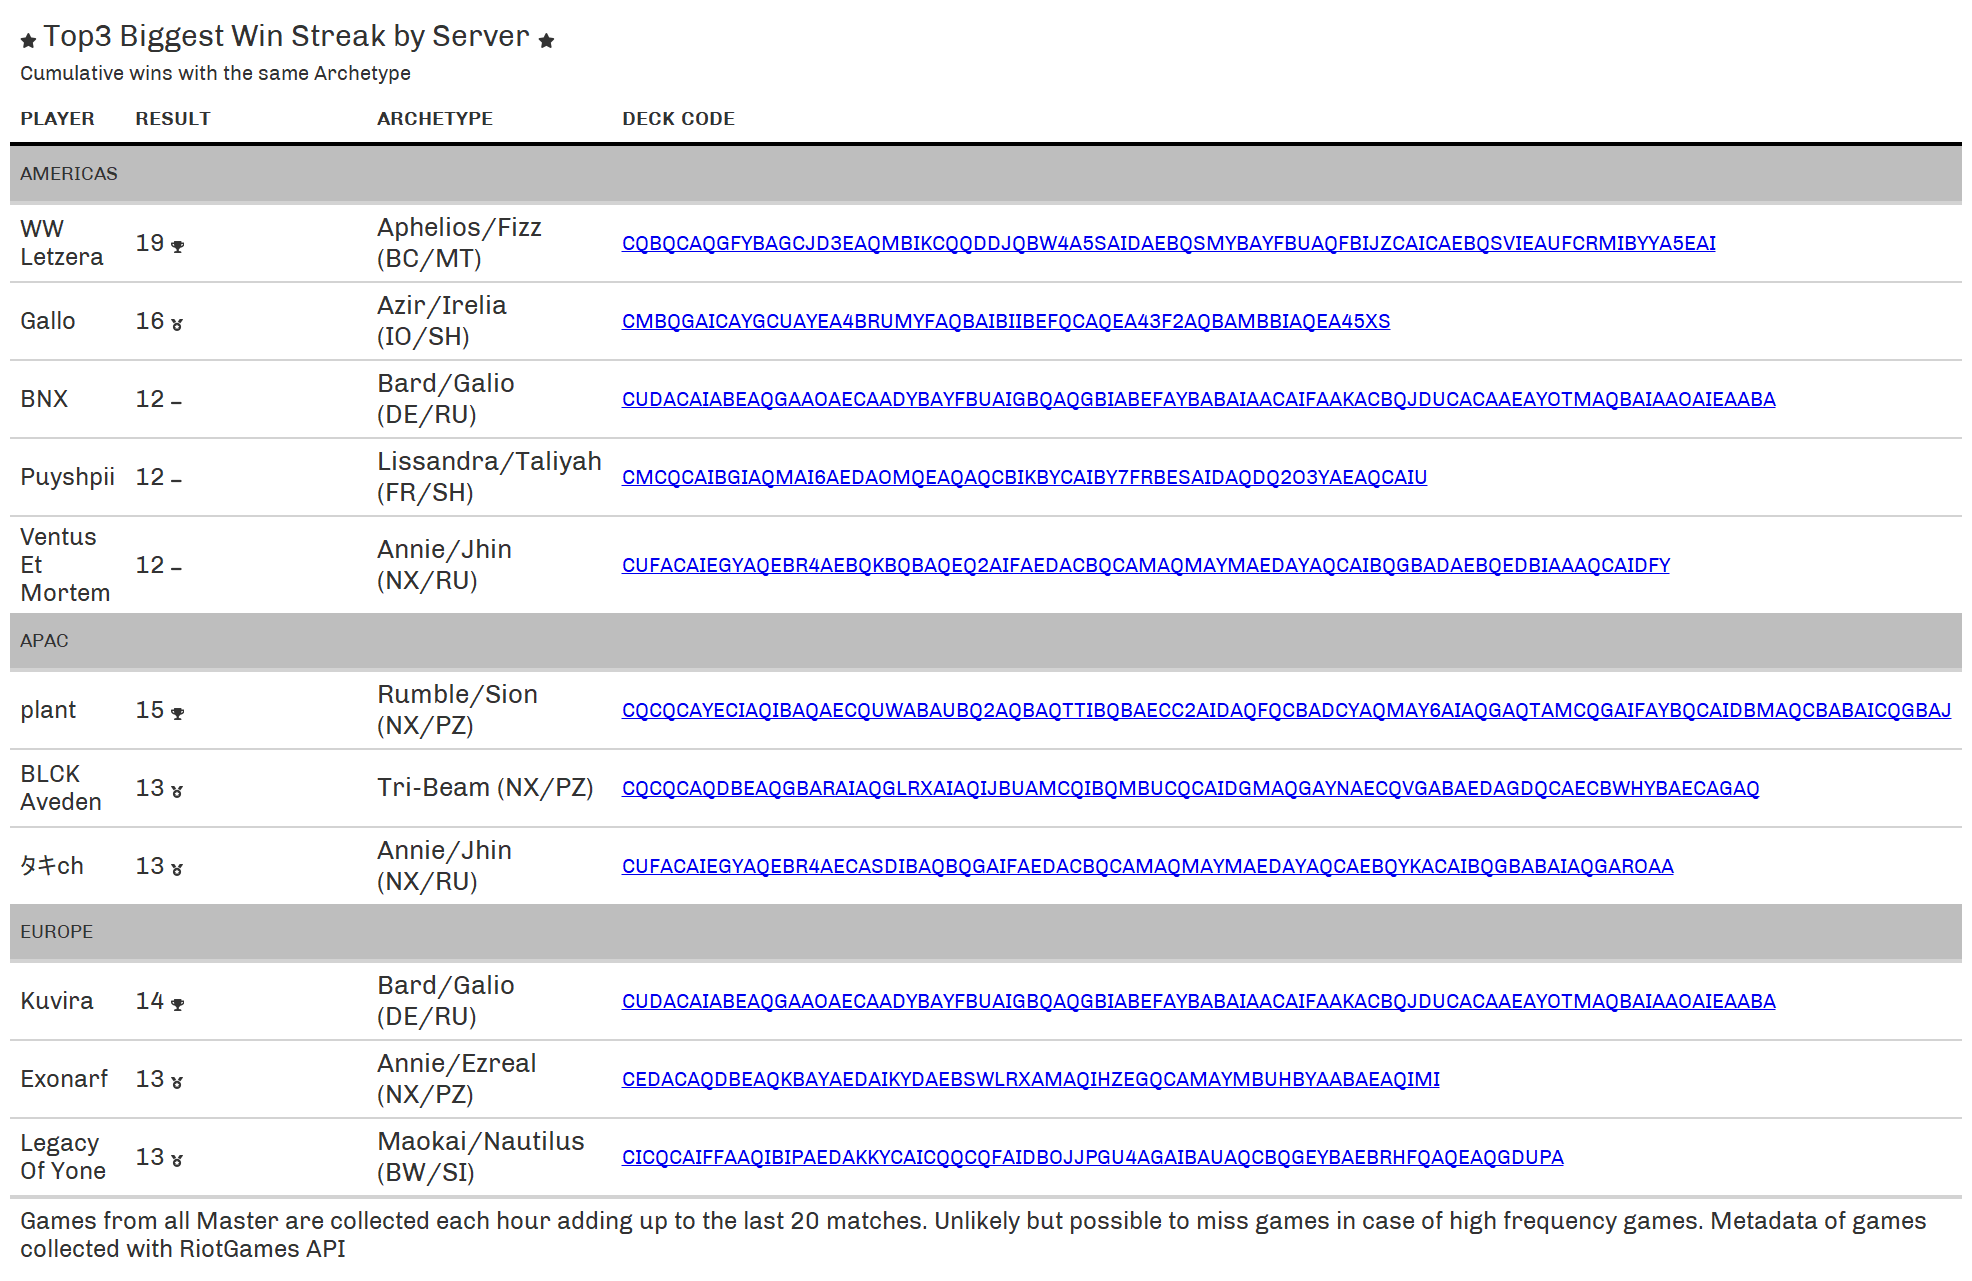 ★ Top3 Biggest Win Streak by Server ★
Cumulative wins with the same Archetype
PLAYER RESULT ARCHETYPE DECK CODE
AMERICAS
WW Letzera 19 Aphelios/Fizz (BC/MT) CQBQCAQGFYBAGCJD3EAQMBIKCQQDDJQBW4A5SAIDAEBQSMYBAYFBUAQFBIJZCAICAEBQSVIEAUFCRMIBYYA5EAI
Gallo 16 Azir/Irelia (IO/SH) CMBQGAICAYGCUAYEA4BRUMYFAQBAIBIIBEFQCAQEA43F2AQBAMBBIAQEA45XS
BNX 12 – Bard/Galio (DE/RU) CUDACAIABEAQGAAOAECAADYBAYFBUAIGBQAQGBIABEFAYBABAIAACAIFAAKACBQJDUCACAAEAYOTMAQBAIAAOAIEAABA
Puyshpii 12 – Lissandra/Taliyah (FR/SH) CMCQCAIBGIAQMAI6AEDAOMQEAQAQCBIKBYCAIBY7FRBESAIDAQDQ2O3YAEAQCAIU
Ventus Et Mortem 12 – Annie/Jhin (NX/RU) CUFACAIEGYAQEBR4AEBQKBQBAQEQ2AIFAEDACBQCAMAQMAYMAEDAYAQCAIBQGBADAEBQEDBIAAAQCAIDFY
APAC
plant 15 Rumble/Sion (NX/PZ) CQCQCAYECIAQIBAQAECQUWABAUBQ2AQBAQTTIBQBAECC2AIDAQFQCBADCYAQMAY6AIAQGAQTAMCQGAIFAYBQCAIDBMAQCBABAICQGBAJ
BLCK Aveden 13 Tri-Beam (NX/PZ) CQCQCAQDBEAQGBARAIAQGLRXAIAQIJBUAMCQIBQMBUCQCAIDGMAQGAYNAECQVGABAEDAGDQCAECBWHYBAECAGAQ
タキch 13 Annie/Jhin (NX/RU) CUFACAIEGYAQEBR4AECASDIBAQBQGAIFAEDACBQCAMAQMAYMAEDAYAQCAEBQYKACAIBQGBABAIAQGAROAA
EUROPE
Kuvira 14 Bard/Galio (DE/RU) CUDACAIABEAQGAAOAECAADYBAYFBUAIGBQAQGBIABEFAYBABAIAACAIFAAKACBQJDUCACAAEAYOTMAQBAIAAOAIEAABA
Exonarf 13 Annie/Ezreal (NX/PZ) CEDACAQDBEAQKBAYAEDAIKYDAEBSWLRXAMAQIHZEGQCAMAYMBUHBYAABAEAQIMI
Legacy Of Yone 13 Maokai/Nautilus (BW/SI) CICQCAIFFAAQIBIPAEDAKKYCAICQQCQFAIDBOJJPGU4AGAIBAUAQCBQGEYBAEBRHFQAQEAQGDUPA
Games from all Master are collected each hour adding up to the last 20 matches. Unlikely but possible to miss games in case of high frequency games. Metadata of games
collected with RiotGames API